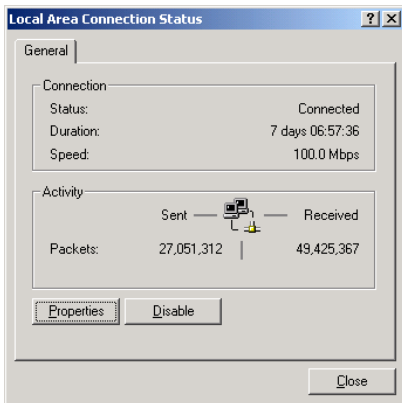 Local Area Connection Status
General
Connection
Status: Connected
Duration: 7 days 06:57:36
Speed: 100.0 Mbps
Activity
Sent Received
Packets: 27,051,312 49,425,367
Properties Disable
Close